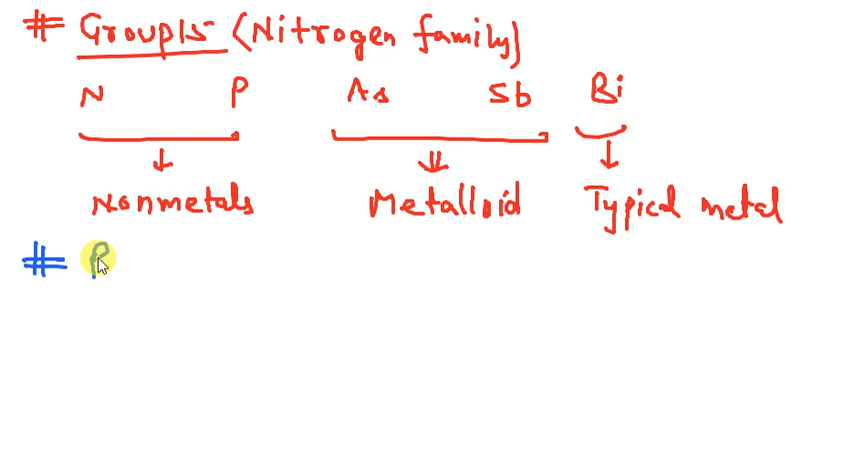 # Group15 (Nitrogen family)
N P As Sb Bi
Nonmetals Metalloid Typical metal
# P